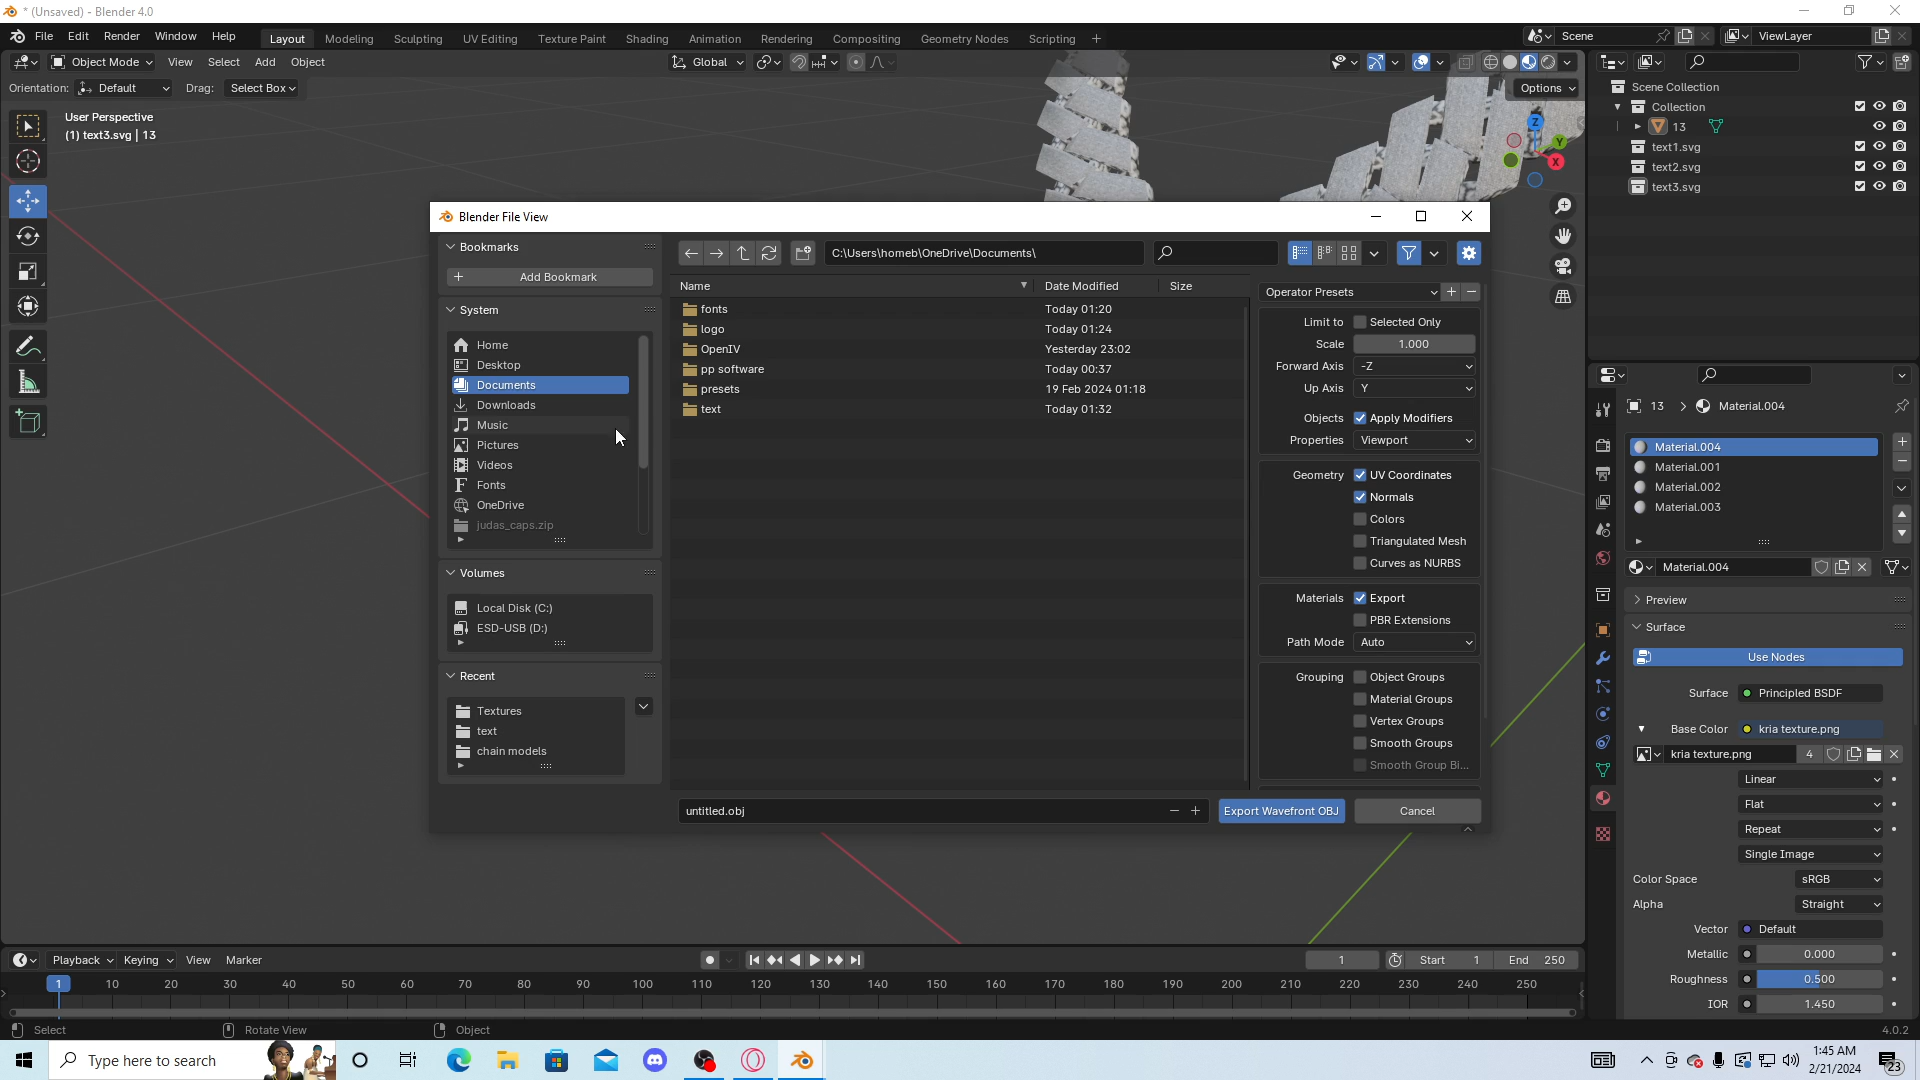 * (Unsaved) - Blender 4.0
File Edit Render Window Help
Layout Modeling Sculpting UV Editing Texture Paint Shading Animation Rendering Compositing Geometry Nodes Scripting +
Scene
ViewLayer
Object Mode View Select Add Object
Global
Orientation: Default Drag: Select Box
Options
User Perspective
(1) text3.svg | 13
Z
Y
X
Scene Collection
Collection
13
text1.svg
text2.svg
text3.svg
Blender File View
Bookmarks
Add Bookmark
System
Home
Desktop
Documents
Downloads
Music
Pictures
Videos
Fonts
OneDrive
judas_caps.zip
Volumes
Local Disk (C:)
ESD-USB (D:)
Recent
Textures
text
chain models
C:\Users\homeb\OneDrive\Documents\
Name Date Modified Size
fonts Today 01:20
logo Today 01:24
OpenIV Yesterday 23:02
pp software Today 00:37
presets 19 Feb 2024 01:18
text Today 01:32
Operator Presets
Limit to Selected Only
Scale 1.000
Forward Axis -Z
Up Axis Y
Objects Apply Modifiers
Properties Viewport
Geometry UV Coordinates
Normals
Colors
Triangulated Mesh
Curves as NURBS
Materials Export
PBR Extensions
Path Mode Auto
Grouping Object Groups
Material Groups
Vertex Groups
Smooth Groups
Smooth Group Bi...
untitled.obj
Export Wavefront OBJ
Cancel
13 Material.004
Material.004
Material.001
Material.002
Material.003
Material.004
Preview
Surface
Use Nodes
Surface Principled BSDF
Base Color kria texture.png
kria texture.png 4
Linear
Flat
Repeat
Single Image
Color Space sRGB
Alpha Straight
Vector Default
Metallic 0.000
Roughness 0.500
IOR 1.450
Playback Keying View Marker
1 Start 1 End 250
1 10 20 30 40 50 60 70 80 90 100 110 120 130 140 150 160 170 180 190 200 210 220 230 240 250
Select Rotate View Object
4.0.2
Type here to search
1:45 AM
2/21/2024
23